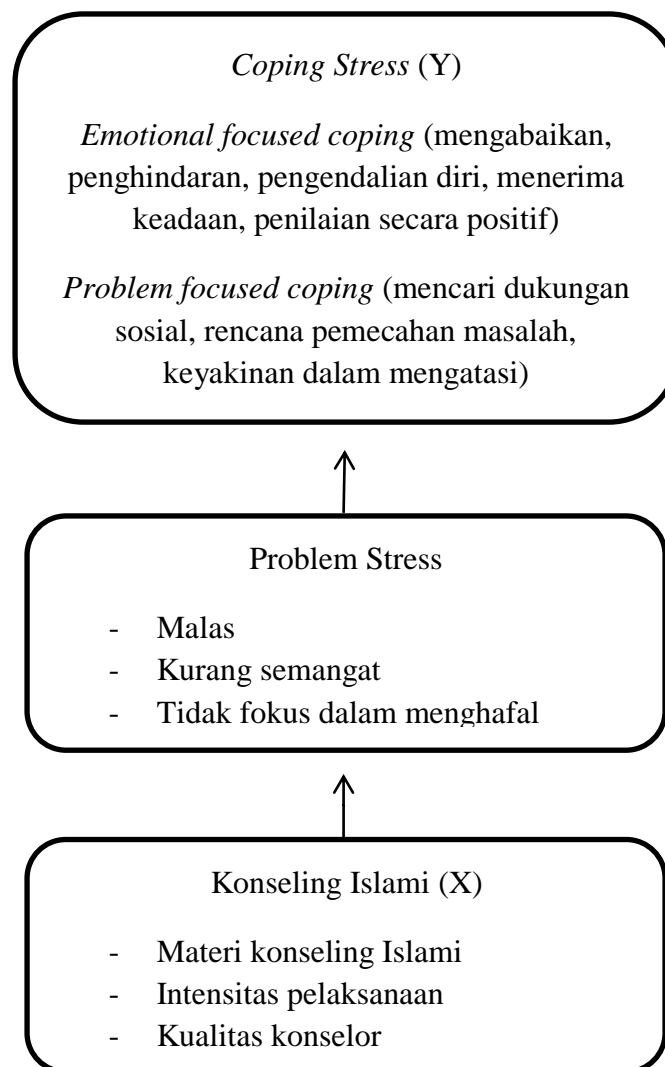 Coping Stress (Y)
Emotional focused coping (mengabaikan,
penghindaran, pengendalian diri, menerima
keadaan, penilaian secara positif)
Problem focused coping (mencari dukungan
sosial, rencana pemecahan masalah,
keyakinan dalam mengatasi)
Problem Stress
- Malas
- Kurang semangat
- Tidak fokus dalam menghafal
Konseling Islami (X)
- Materi konseling Islami
- Intensitas pelaksanaan
- Kualitas konselor